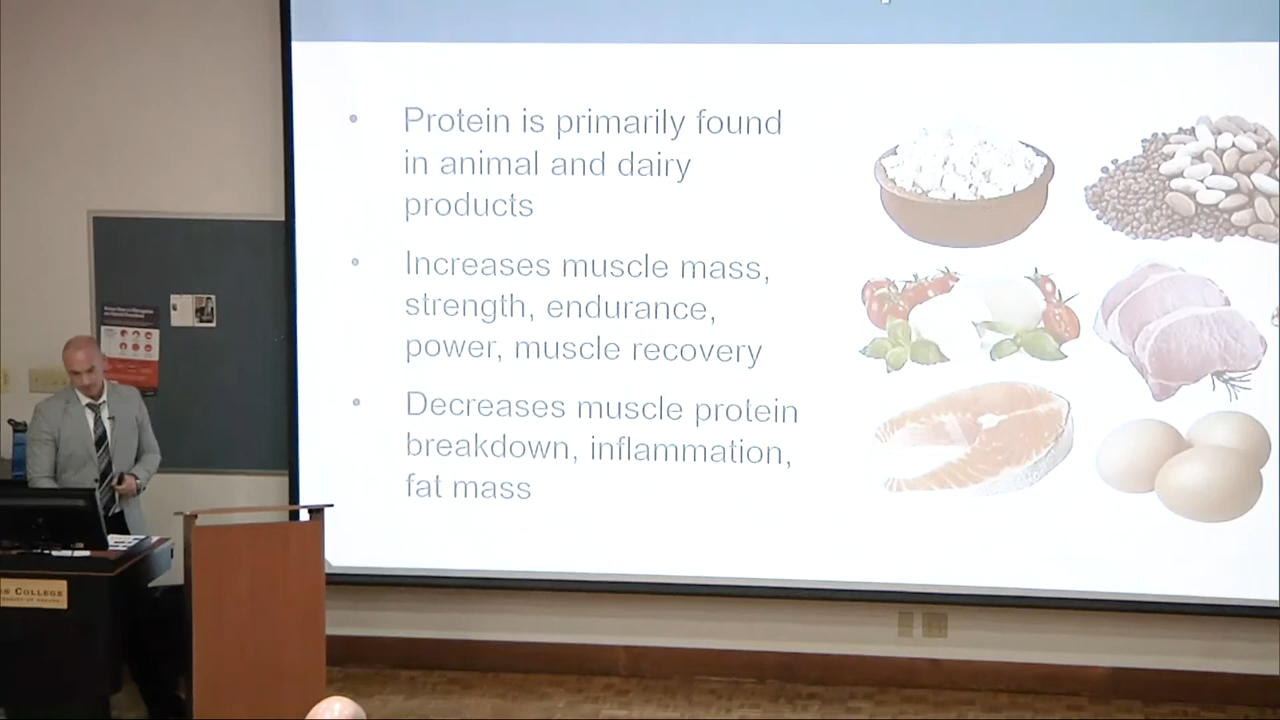 Protein is primarily found
in animal and dairy
products
Increases muscle mass,
strength, endurance,
power, muscle recovery
Decreases muscle protein
breakdown, inflammation,
fat mass
College